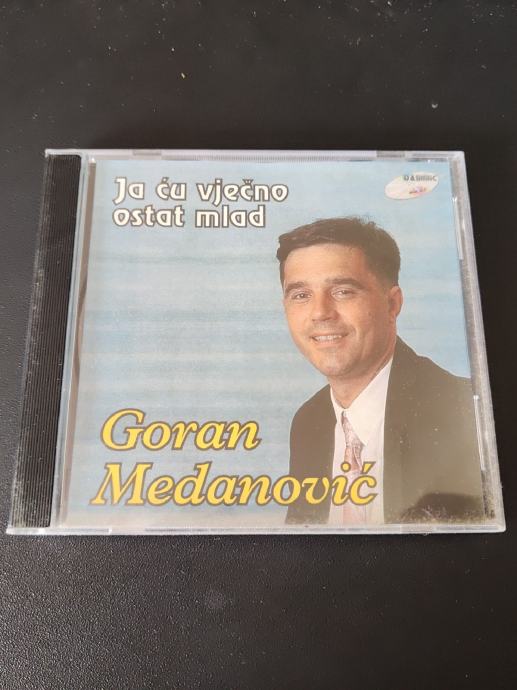 Ja ću vječno
ostat mlad
Goran
Medanović